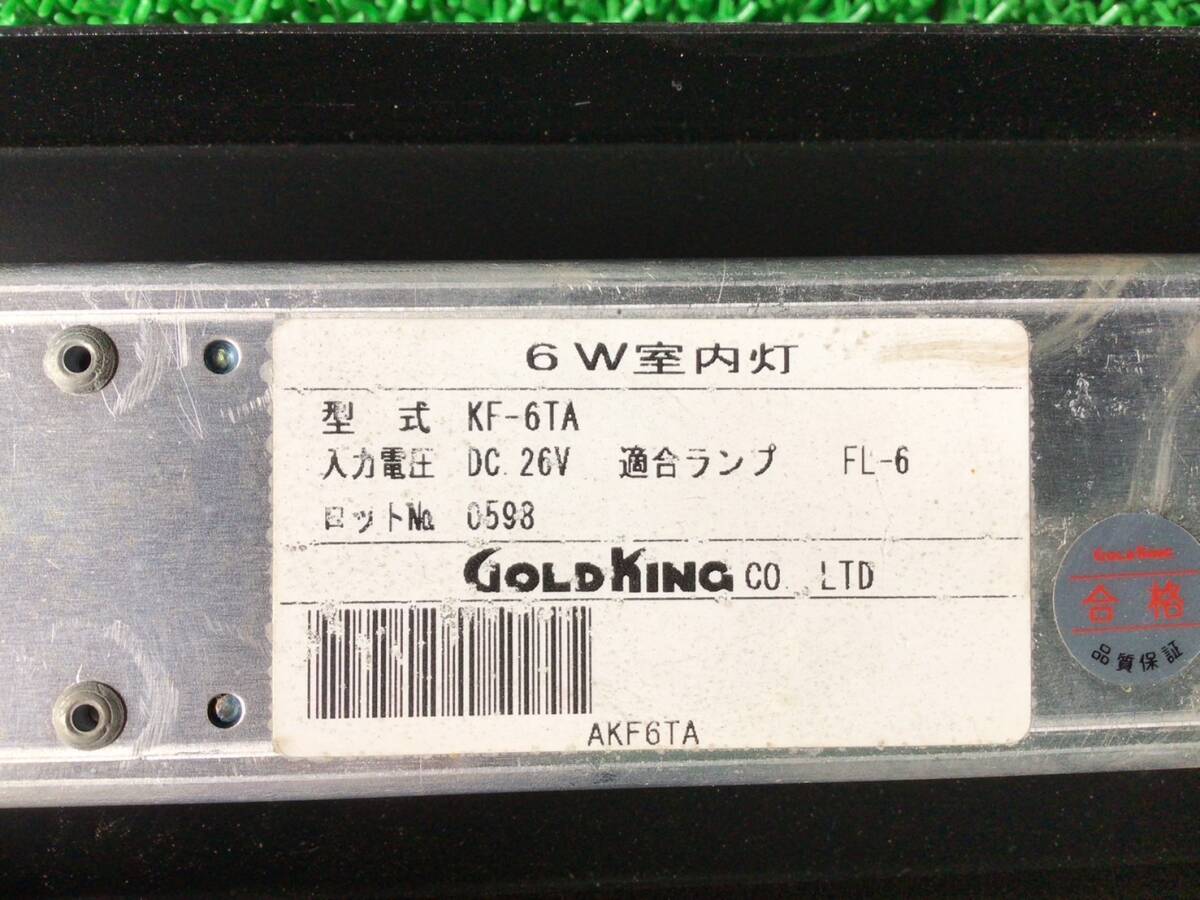 6W室内灯
型 式 KF-6TA
入力電圧 DC.26V 適合ランプ FL-6
ロット№ 0598
GOLDKING CO. LTD
AKF6TA
GOLDKING
合格
品質保証